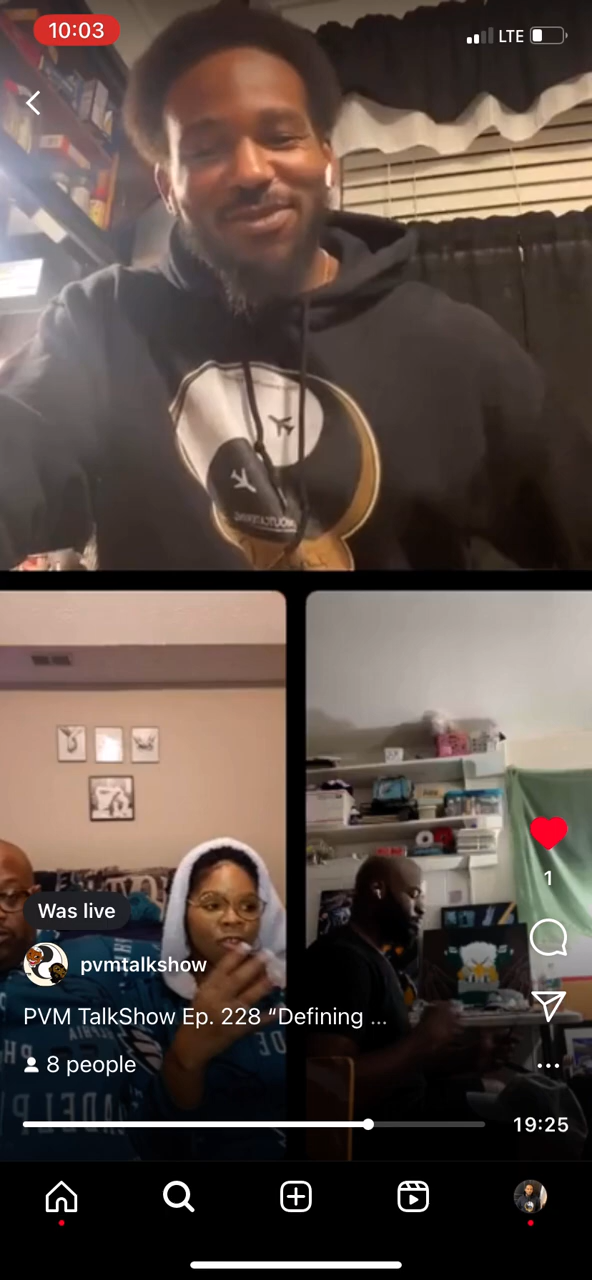 10:03
LTE
Was live
pvmtalkshow
PVM TalkShow Ep. 228 “Defining ...
8 people
1
19:25